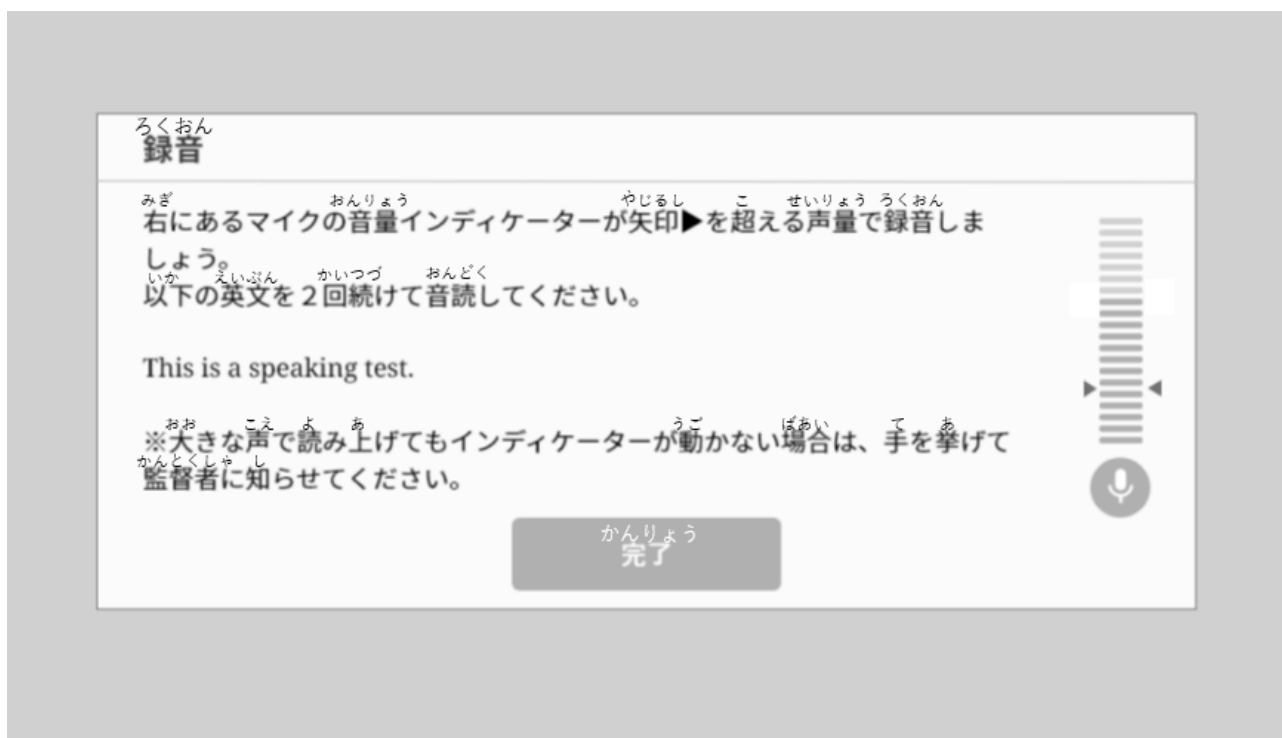 ろくおん
録音
みぎ おんりょう やじるし こ せいりょう ろくおん
右にあるマイクの音量インディケーターが矢印▶を超える声量で録音しま
しょう。
いか えいぶん かいつづ おんどく
以下の英文を２回続けて音読してください。
This is a speaking test.
おお こえ よ あ うご ばあい て あ
※大きな声で読み上げてもインディケーターが動かない場合は、手を挙げて
かんとくしゃ し
監督者に知らせてください。
かんりょう
完了